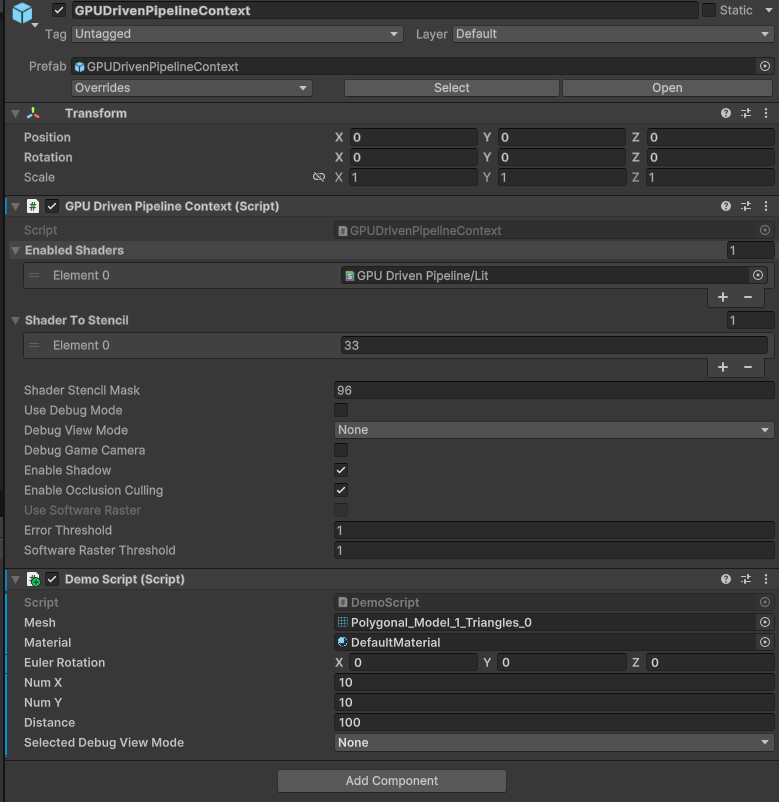 GPUDrivenPipelineContext Static
Tag Untagged Layer Default
Prefab GPUDrivenPipelineContext
Overrides Select Open
Transform
Position X 0 Y 0 Z 0
Rotation X 0 Y 0 Z 0
Scale X 1 Y 1 Z 1
GPU Driven Pipeline Context (Script)
Script GPUDrivenPipelineContext
Enabled Shaders 1
Element 0 GPU Driven Pipeline/Lit
+ −
Shader To Stencil 1
Element 0 33
+ −
Shader Stencil Mask 96
Use Debug Mode
Debug View Mode None
Debug Game Camera
Enable Shadow
Enable Occlusion Culling
Use Software Raster
Error Threshold 1
Software Raster Threshold 1
Demo Script (Script)
Script DemoScript
Mesh Polygonal_Model_1_Triangles_0
Material DefaultMaterial
Euler Rotation X 0 Y 0 Z 0
Num X 10
Num Y 10
Distance 100
Selected Debug View Mode None
Add Component